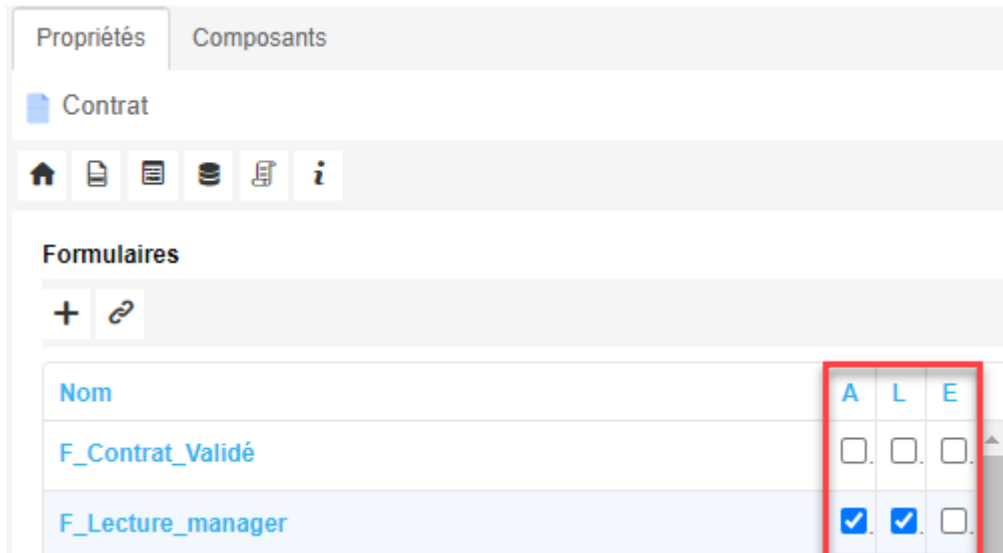 Propriétés Composants
Contrat
Formulaires
Nom A L E
F_Contrat_Validé
F_Lecture_manager